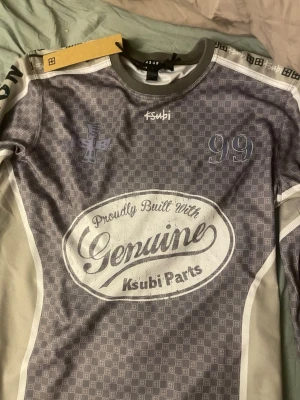 ksubi
99
Proudly Built With
Genuine
Ksubi Parts